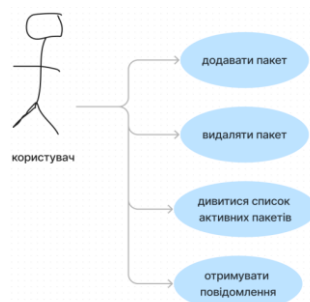 додавати пакет
видаляти пакет
користувач
дивитися список
активних пакетів
отримувати
повідомлення